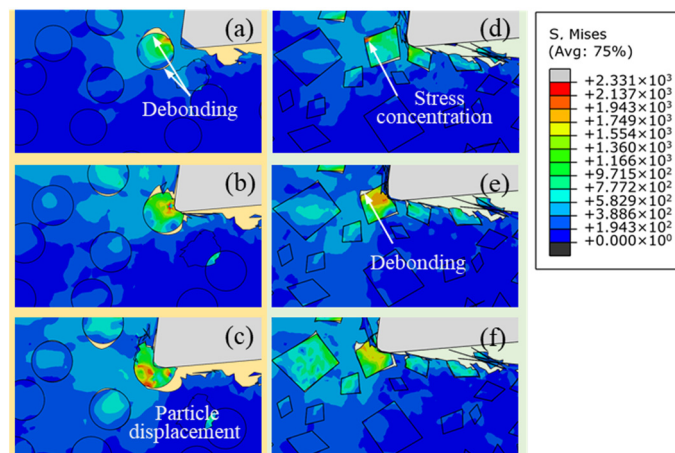 (a)
Debonding
(d)
Stress
concentration
(b)
(e)
Debonding
(c)
Particle
displacement
(f)
S, Mises
(Avg: 75%)
+2.331×10³
+2.137×10³
+1.943×10³
+1.749×10³
+1.554×10³
+1.360×10³
+1.166×10³
+9.715×10²
+7.772×10²
+5.829×10²
+3.886×10²
+1.943×10²
+0.000×10⁰